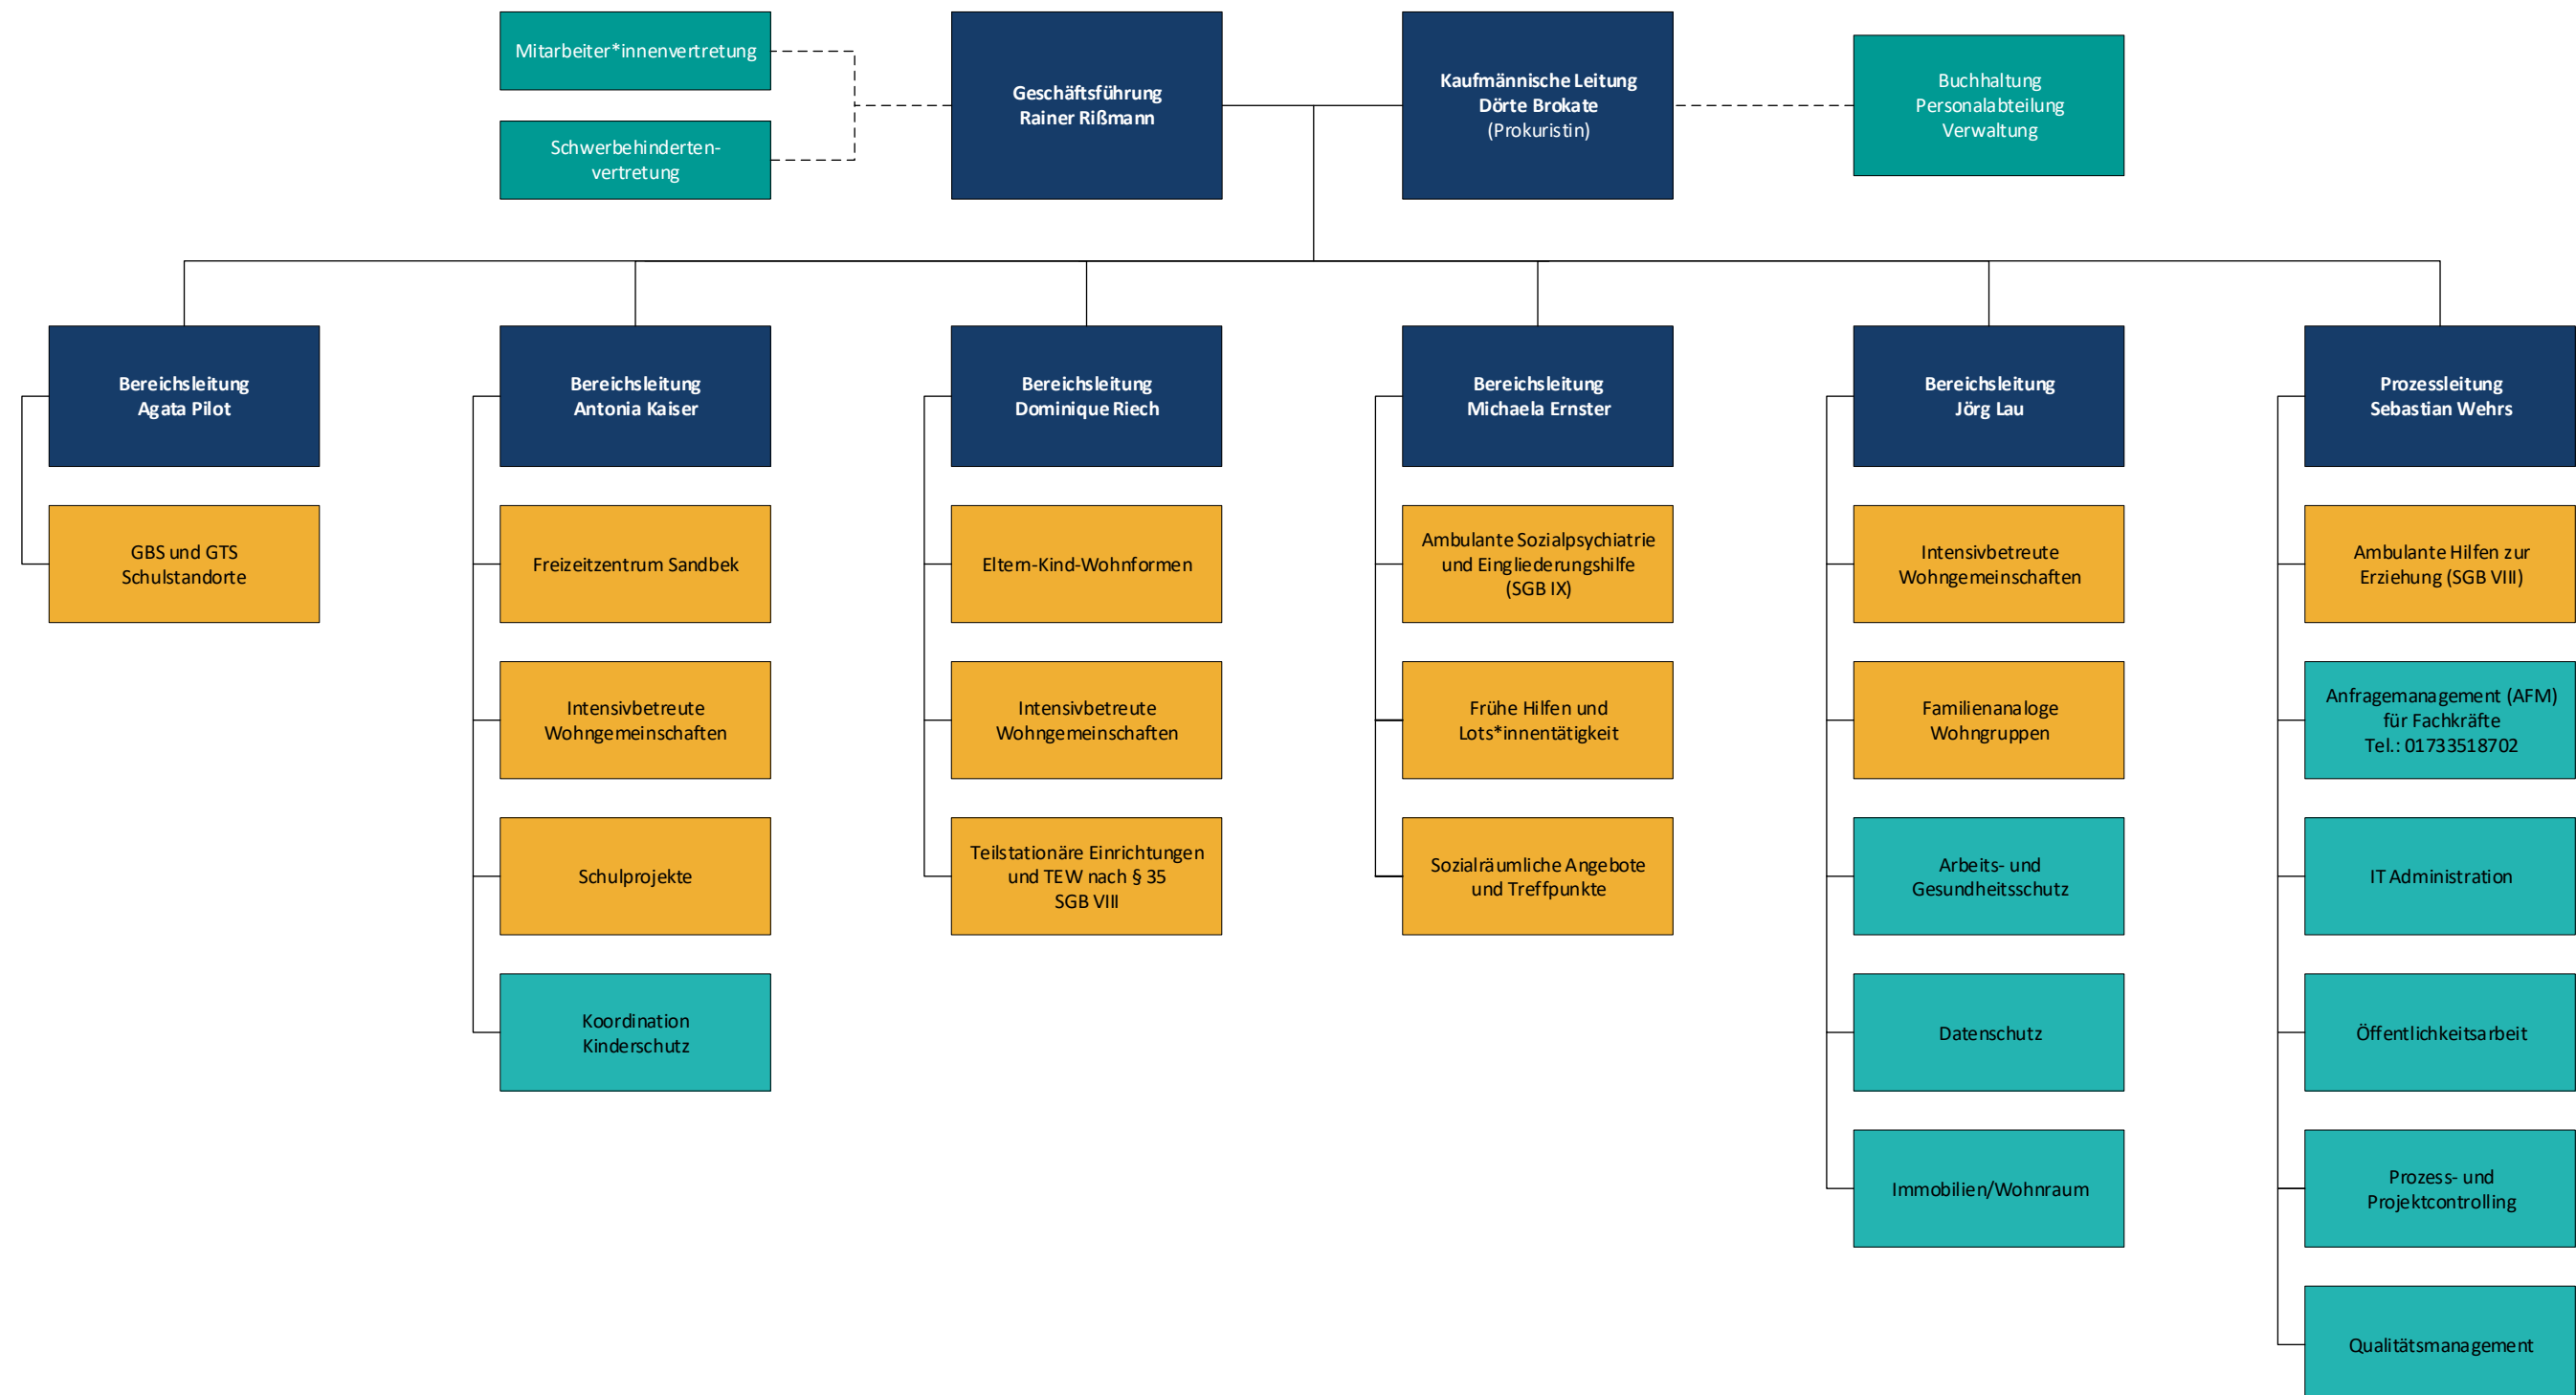 Mitarbeiter*innenvertretung
Schwerbehinderten-
vertretung
Geschäftsführung
Rainer Rißmann
Kaufmännische Leitung
Dörte Brokate
(Prokuristin)
Buchhaltung
Personalabteilung
Verwaltung
Bereichsleitung
Agata Pilot
GBS und GTS
Schulstandorte
Bereichsleitung
Antonia Kaiser
Freizeitzentrum Sandbek
Intensivbetreute
Wohngemeinschaften
Schulprojekte
Koordination
Kinderschutz
Bereichsleitung
Dominique Riech
Eltern-Kind-Wohnformen
Intensivbetreute
Wohngemeinschaften
Teilstationäre Einrichtungen
und TEW nach § 35
SGB VIII
Bereichsleitung
Michaela Ernster
Ambulante Sozialpsychiatrie
und Eingliederungshilfe
(SGB IX)
Frühe Hilfen und
Lots*innentätigkeit
Sozialräumliche Angebote
und Treffpunkte
Bereichsleitung
Jörg Lau
Intensivbetreute
Wohngemeinschaften
Familienanaloge
Wohngruppen
Arbeits- und
Gesundheitsschutz
Datenschutz
Immobilien/Wohnraum
Prozessleitung
Sebastian Wehrs
Ambulante Hilfen zur
Erziehung (SGB VIII)
Anfragemanagement (AFM)
für Fachkräfte
Tel.: 01733518702
IT Administration
Öffentlichkeitsarbeit
Prozess- und
Projektcontrolling
Qualitätsmanagement